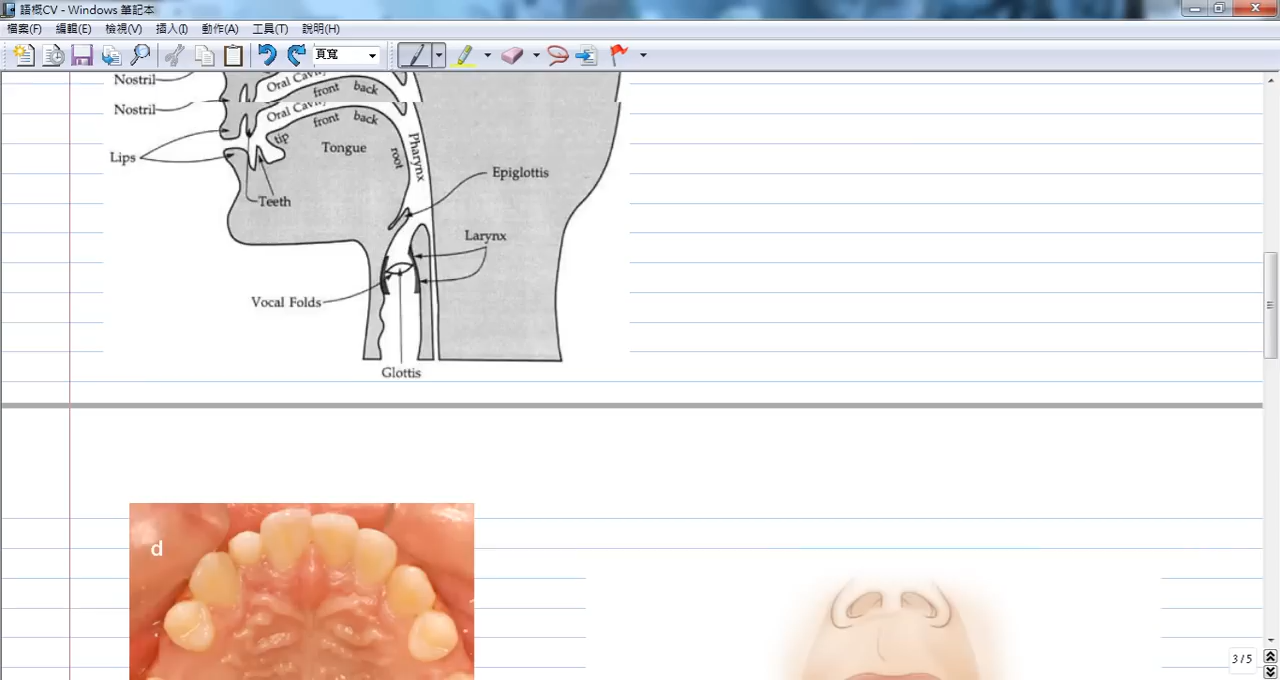 語概CV - Windows 筆記本
檔案(F) 編輯(E) 檢視(V) 插入(I) 動作(A) 工具(T) 說明(H)
頁寬
Nostril
Oral Cavity
front back
Nostril
Oral Cavity
front back
tip
Tongue
root
Pharynx
Lips
Epiglottis
Teeth
Larynx
Vocal Folds
Glottis
d
3/5